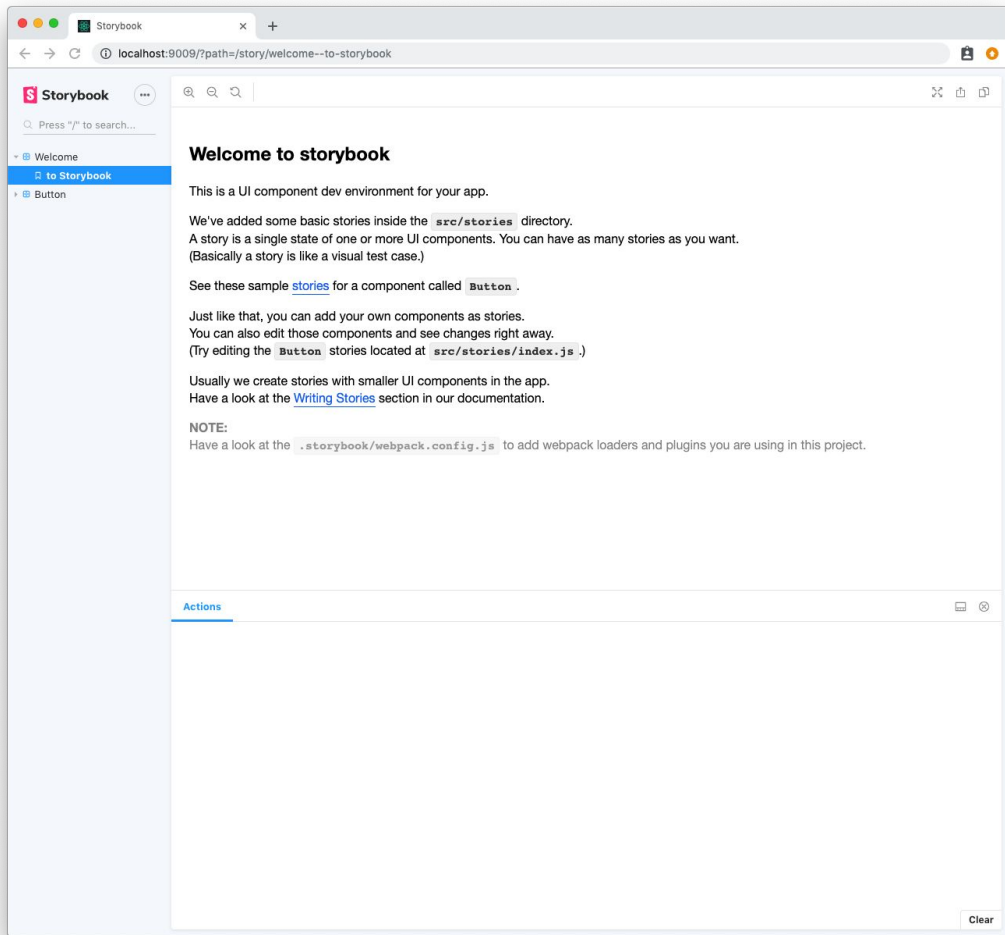 Storybook
localhost:9009/?path=/story/welcome--to-storybook
Storybook
Press "/" to search...
Welcome
to Storybook
Button
Welcome to storybook
This is a UI component dev environment for your app.
We've added some basic stories inside the src/stories directory.
A story is a single state of one or more UI components. You can have as many stories as you want.
(Basically a story is like a visual test case.)
See these sample stories for a component called Button.
Just like that, you can add your own components as stories.
You can also edit those components and see changes right away.
(Try editing the Button stories located at src/stories/index.js.)
Usually we create stories with smaller UI components in the app.
Have a look at the Writing Stories section in our documentation.
NOTE:
Have a look at the .storybook/webpack.config.js to add webpack loaders and plugins you are using in this project.
Actions
Clear